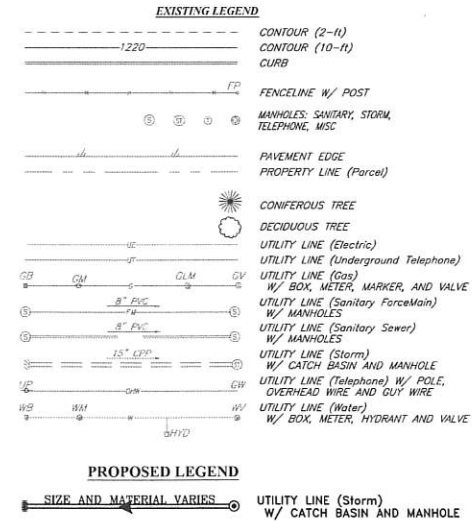 EXISTING LEGEND
CONTOUR (2-ft)
1220 CONTOUR (10-ft)
CURB
FP
FENCELINE W/ POST
S ST T MANHOLES: SANITARY, STORM,
TELEPHONE, MISC
PAVEMENT EDGE
PROPERTY LINE (Parcel)
CONIFEROUS TREE
DECIDUOUS TREE
UE UTILITY LINE (Electric)
UT UTILITY LINE (Underground Telephone)
GB GM GLM GV UTILITY LINE (Gas)
G W/ BOX, METER, MARKER, AND VALVE
8" PVC UTILITY LINE (Sanitary ForceMain)
S FM S W/ MANHOLES
8" PVC UTILITY LINE (Sanitary Sewer)
S S W/ MANHOLES
15" CPP UTILITY LINE (Storm)
ST W/ CATCH BASIN AND MANHOLE
UP GW UTILITY LINE (Telephone) W/ POLE,
OHW OVERHEAD WIRE AND GUY WIRE
WB WM WV UTILITY LINE (Water)
W W/ BOX, METER, HYDRANT AND VALVE
HYD
PROPOSED LEGEND
SIZE AND MATERIAL VARIES UTILITY LINE (Storm)
W/ CATCH BASIN AND MANHOLE